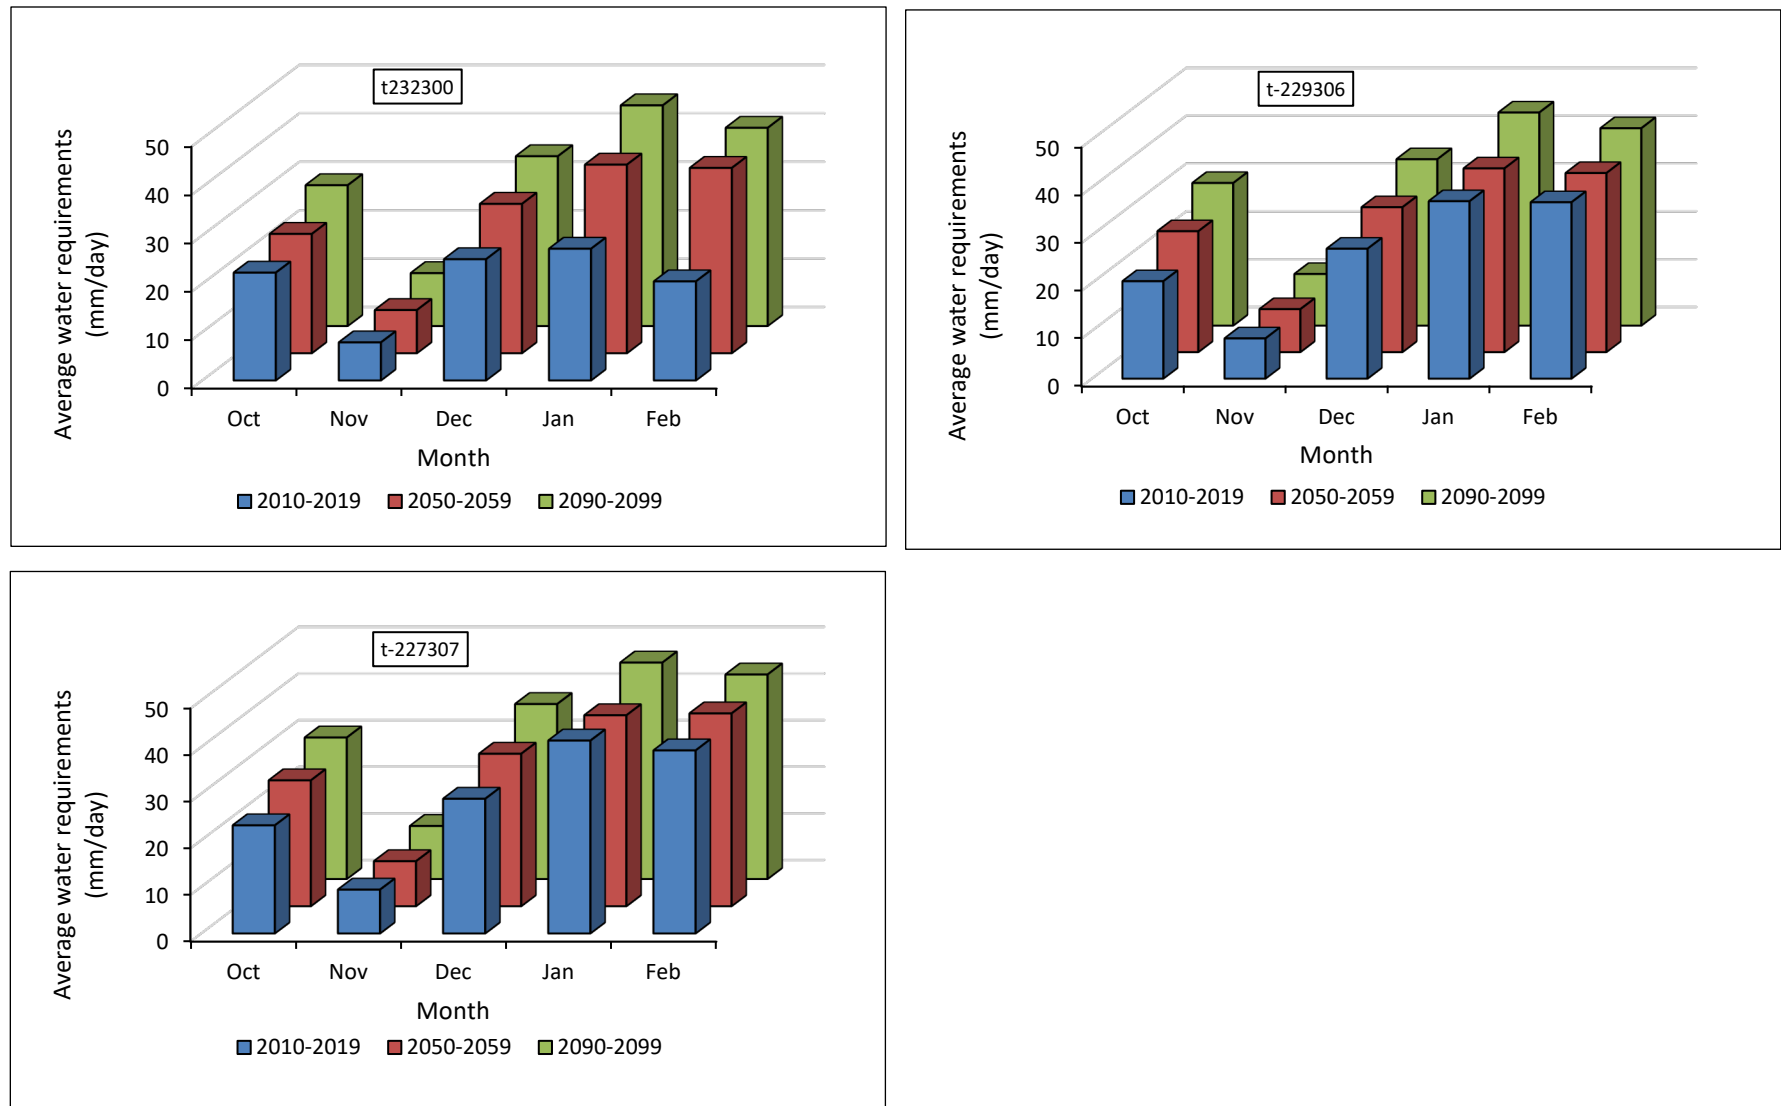 t232300
Average water requirements
(mm/day)
50
40
30
20
10
0
Oct Nov Dec Jan Feb
Month
2010-2019 2050-2059 2090-2099
t-229306
Average water requirements
(mm/day)
50
40
30
20
10
0
Oct Nov Dec Jan Feb
Month
2010-2019 2050-2059 2090-2099
t-227307
Average water requirements
(mm/day)
50
40
30
20
10
0
Oct Nov Dec Jan Feb
Month
2010-2019 2050-2059 2090-2099